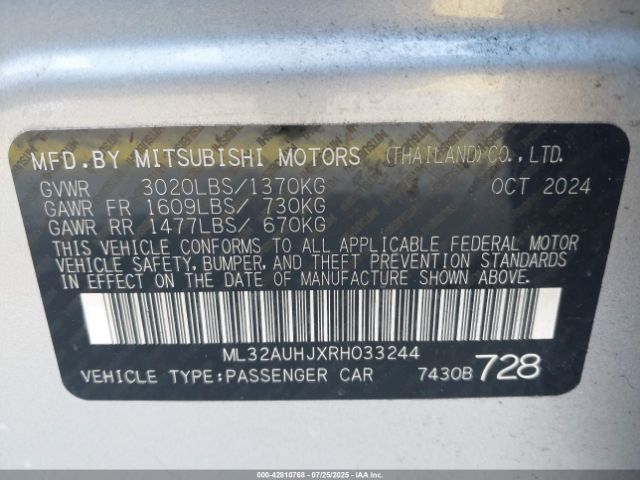 MFD.BY MITSUBISHI MOTORS (THAILAND)CO.,LTD.
GVWR 3020LBS/1370KG OCT 2024
GAWR FR 1609LBS/ 730KG
GAWR RR 1477LBS/ 670KG
THIS VEHICLE CONFORMS TO ALL APPLICABLE FEDERAL MOTOR
VEHICLE SAFETY, BUMPER, AND THEFT PREVENTION STANDARDS
IN EFFECT ON THE DATE OF MANUFACTURE SHOWN ABOVE.
ML32AUHJXRH033244
VEHICLE TYPE:PASSENGER CAR 7430B 728
000-42810768 - 07/25/2025 - IAAI.COM